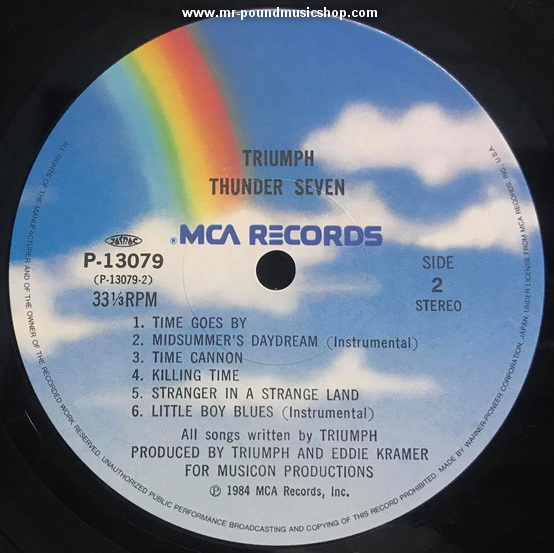 www.mr-poundmusicshop.com
TRIUMPH
THUNDER SEVEN
JASRAC
® MCA RECORDS
P-13079
(P-13079-2)
33⅓RPM
SIDE
2
STEREO
1. TIME GOES BY
2. MIDSUMMER'S DAYDREAM (Instrumental)
3. TIME CANNON
4. KILLING TIME
5. STRANGER IN A STRANGE LAND
6. LITTLE BOY BLUES (Instrumental)
All songs written by TRIUMPH
PRODUCED BY TRIUMPH AND EDDIE KRAMER
FOR MUSICON PRODUCTIONS
℗ 1984 MCA Records, Inc.
ALL RIGHTS OF THE MANUFACTURER AND OF THE OWNER OF THE RECORDED WORK RESERVED. UNAUTHORIZED PUBLIC PERFORMANCE BROADCASTING AND COPYING OF THIS RECORD PROHIBITED. MADE BY WARNER-PIONEER CORPORATION, JAPAN, UNDER LICENSE FROM MCA RECORDS, INC., U.S.A.